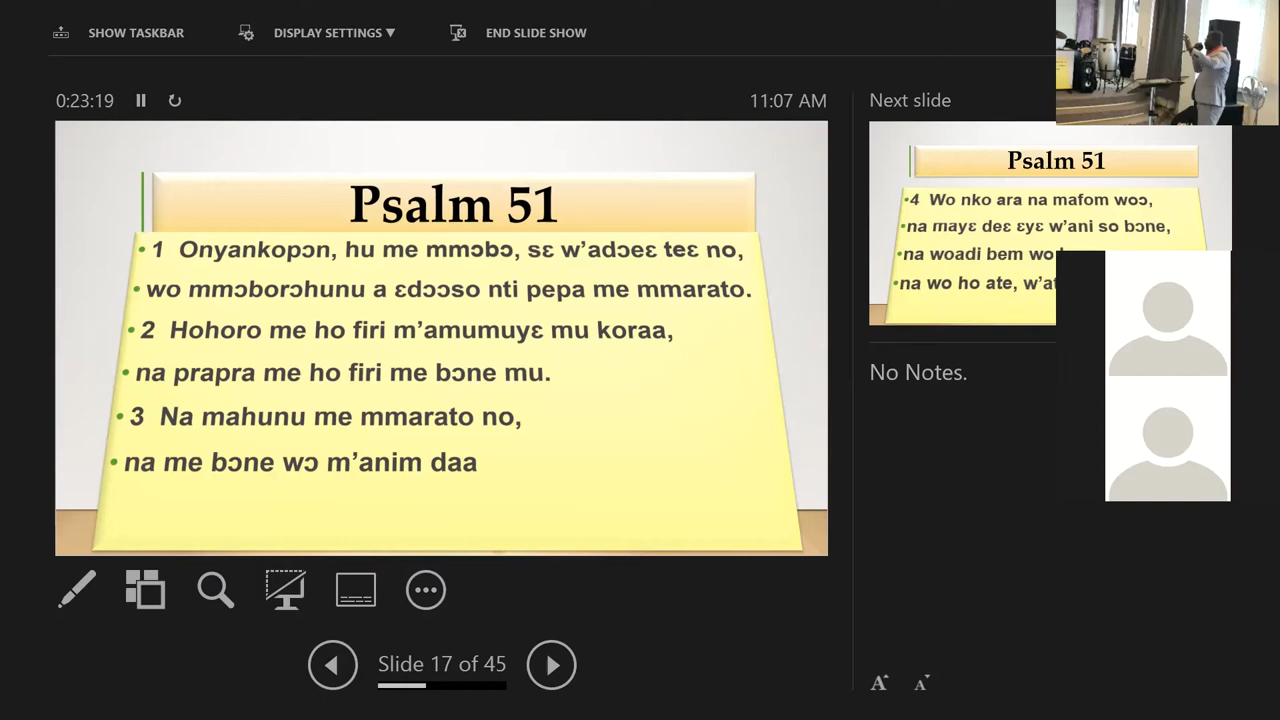 SHOW TASKBAR
DISPLAY SETTINGS ▼
END SLIDE SHOW
0:23:19
11:07 AM
Psalm 51
• 1 Onyankopɔn, hu me mmɔbɔ, sɛ w’adɔeɛ teɛ no,
• wo mmɔborɔhunu a ɛdɔɔso nti pepa me mmarato.
• 2 Hohoro me ho firi m’amumuyɛ mu koraa,
• na prapra me ho firi me bɔne mu.
• 3 Na mahunu me mmarato no,
• na me bɔne wɔ m’anim daa
Slide 17 of 45
Next slide
Psalm 51
• 4 Wo nko ara na mafom woɔ,
• na mayɛ deɛ ɛyɛ w’ani so bɔne,
• na woadi bem wo
• na wo ho ate, w’at
No Notes.
A
A